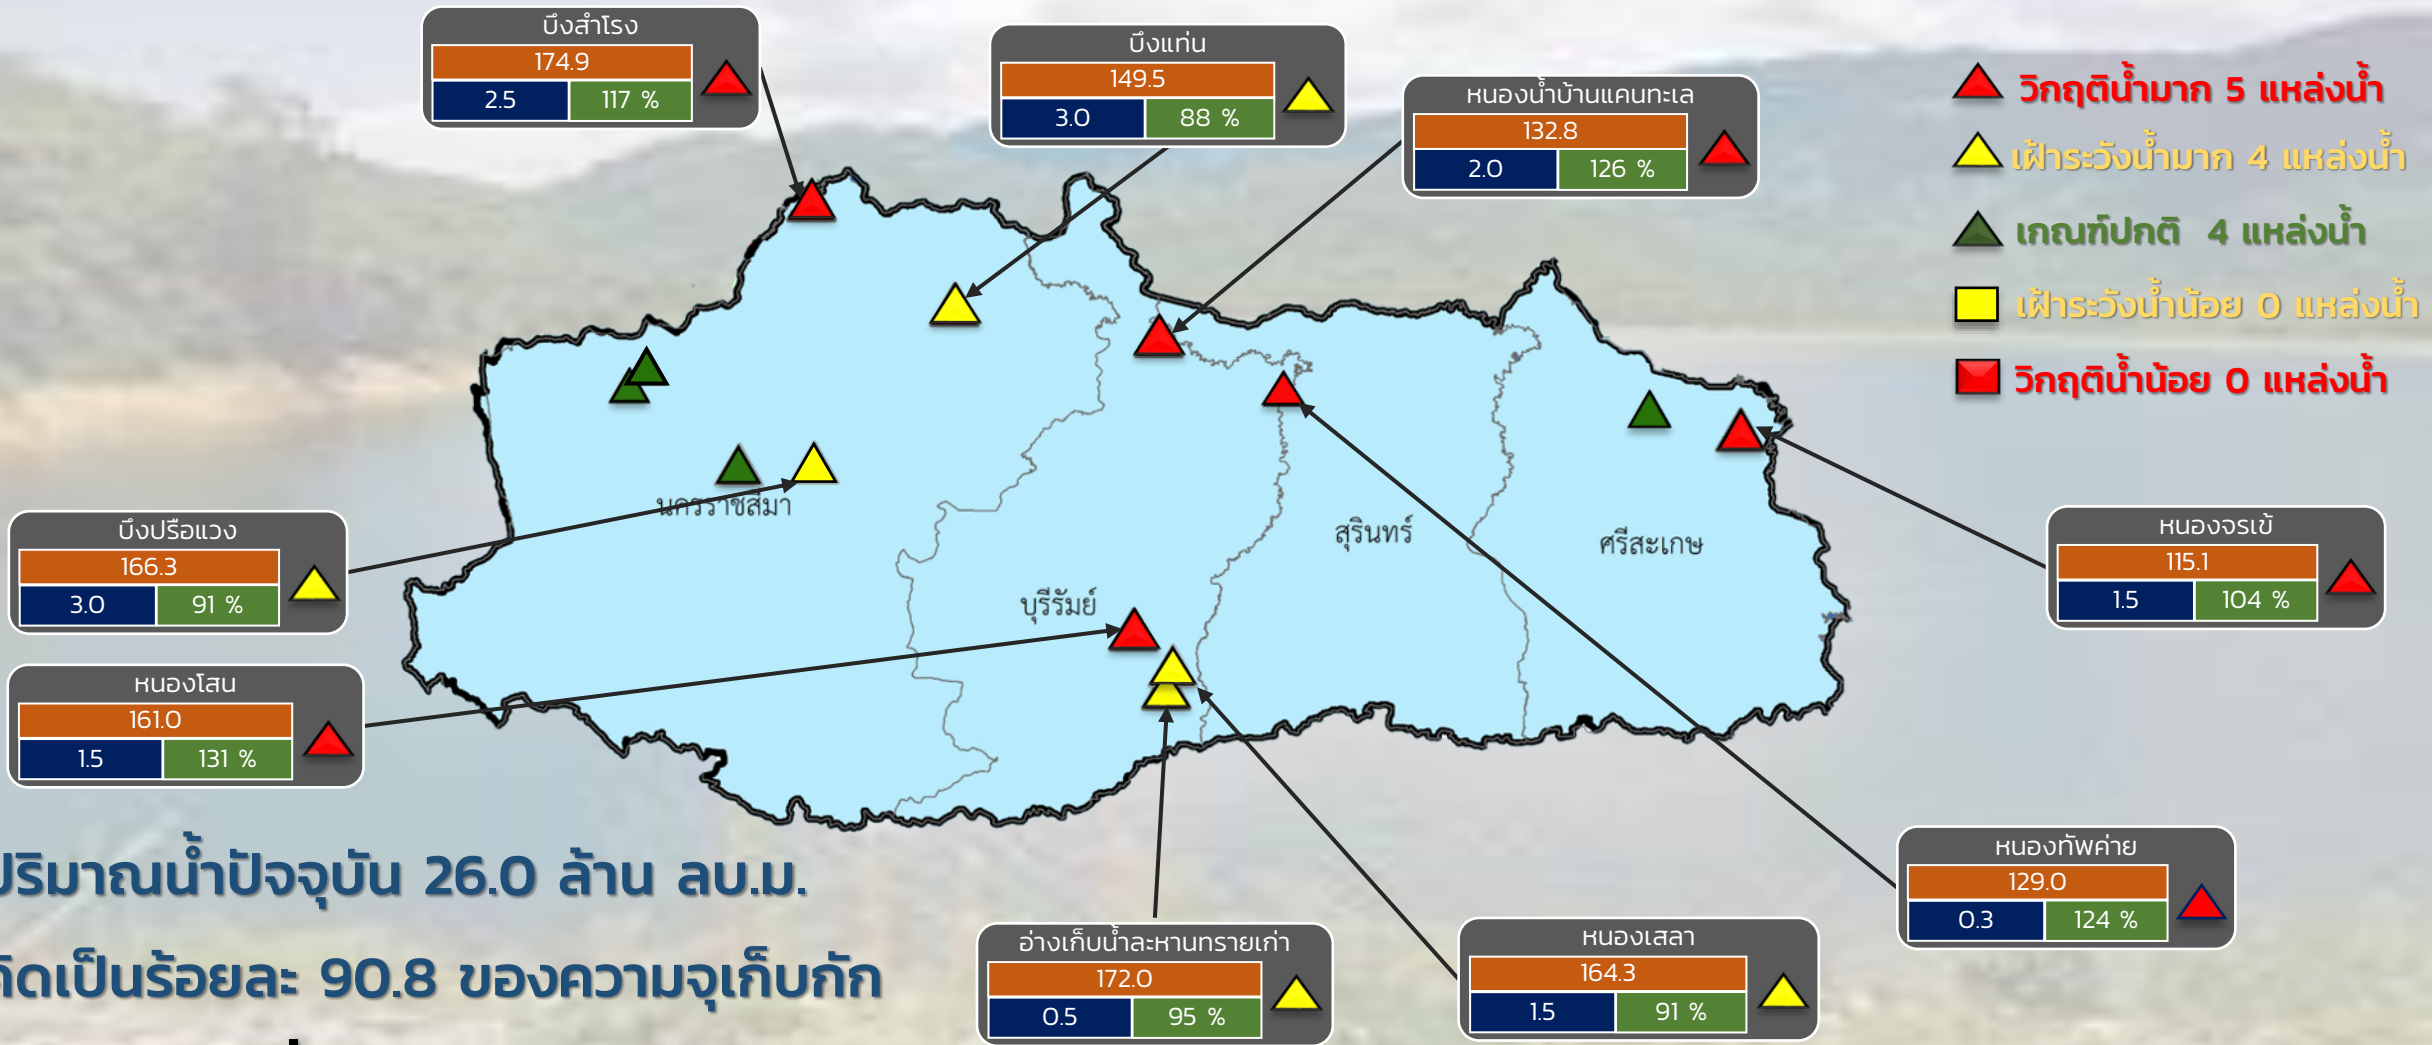 บึงสำโรง
174.9
2.5 117 %
บึงแท่น
149.5
3.0 88 %
หนองน้ำบ้านแคนทะเล
132.8
2.0 126 %
วิกฤติน้ำมาก 5 แหล่งน้ำ
เฝ้าระวังน้ำมาก 4 แหล่งน้ำ
เกณฑ์ปกติ 4 แหล่งน้ำ
เฝ้าระวังน้ำน้อย 0 แหล่งน้ำ
วิกฤติน้ำน้อย 0 แหล่งน้ำ
นครราชสีมา
บุรีรัมย์
สุรินทร์
ศรีสะเกษ
บึงปรือแวง
166.3
3.0 91 %
หนองโสน
161.0
1.5 131 %
หนองจรเข้
115.1
1.5 104 %
หนองทัพค่าย
129.0
0.3 124 %
อ่างเก็บน้ำละหานทรายเก่า
172.0
0.5 95 %
หนองเสลา
164.3
1.5 91 %
ปริมาณน้ำปัจจุบัน 26.0 ล้าน ลบ.ม.
คิดเป็นร้อยละ 90.8 ของความจุเก็บกัก